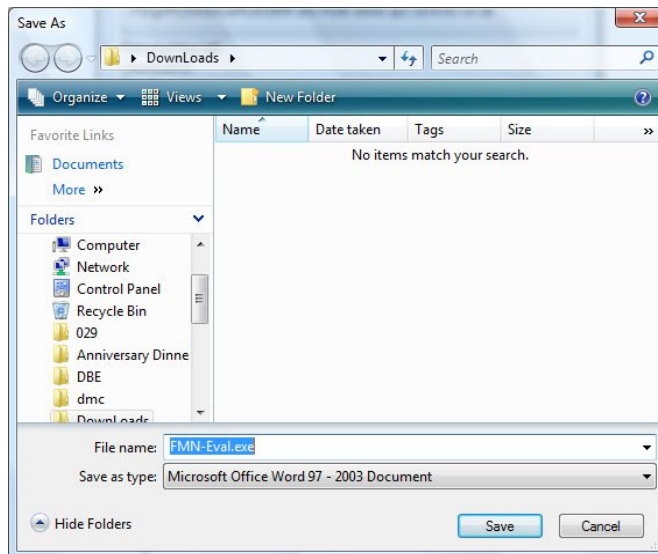 Save As
DownLoads
Search
Organize Views New Folder
Favorite Links
Documents
More »
Folders
Computer
Network
Control Panel
Recycle Bin
029
Anniversary Dinne
DBE
dmc
DownLoads
Name Date taken Tags Size »
No items match your search.
File name: FMN-Eval.exe
Save as type: Microsoft Office Word 97 - 2003 Document
Hide Folders
Save Cancel